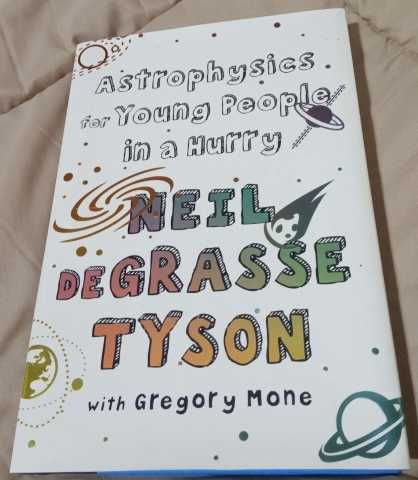 Astrophysics
for Young People
in a Hurry
NEIL
DEGRASSE
TYSON
with Gregory Mone